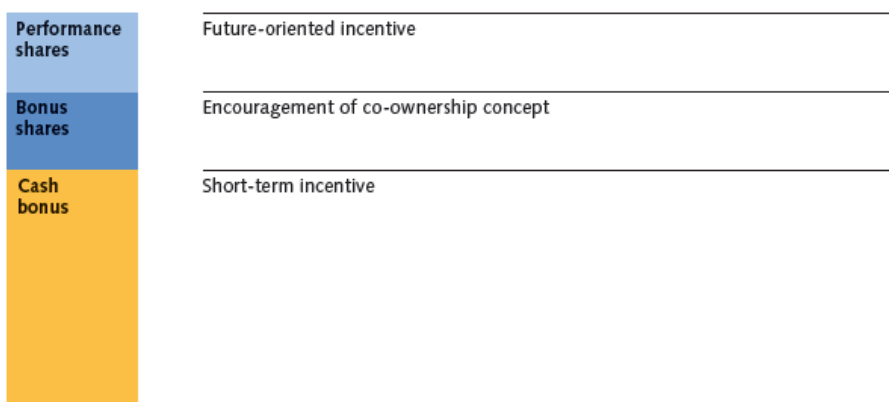 Performance
shares
Future-oriented incentive
Bonus
shares
Encouragement of co-ownership concept
Cash
bonus
Short-term incentive